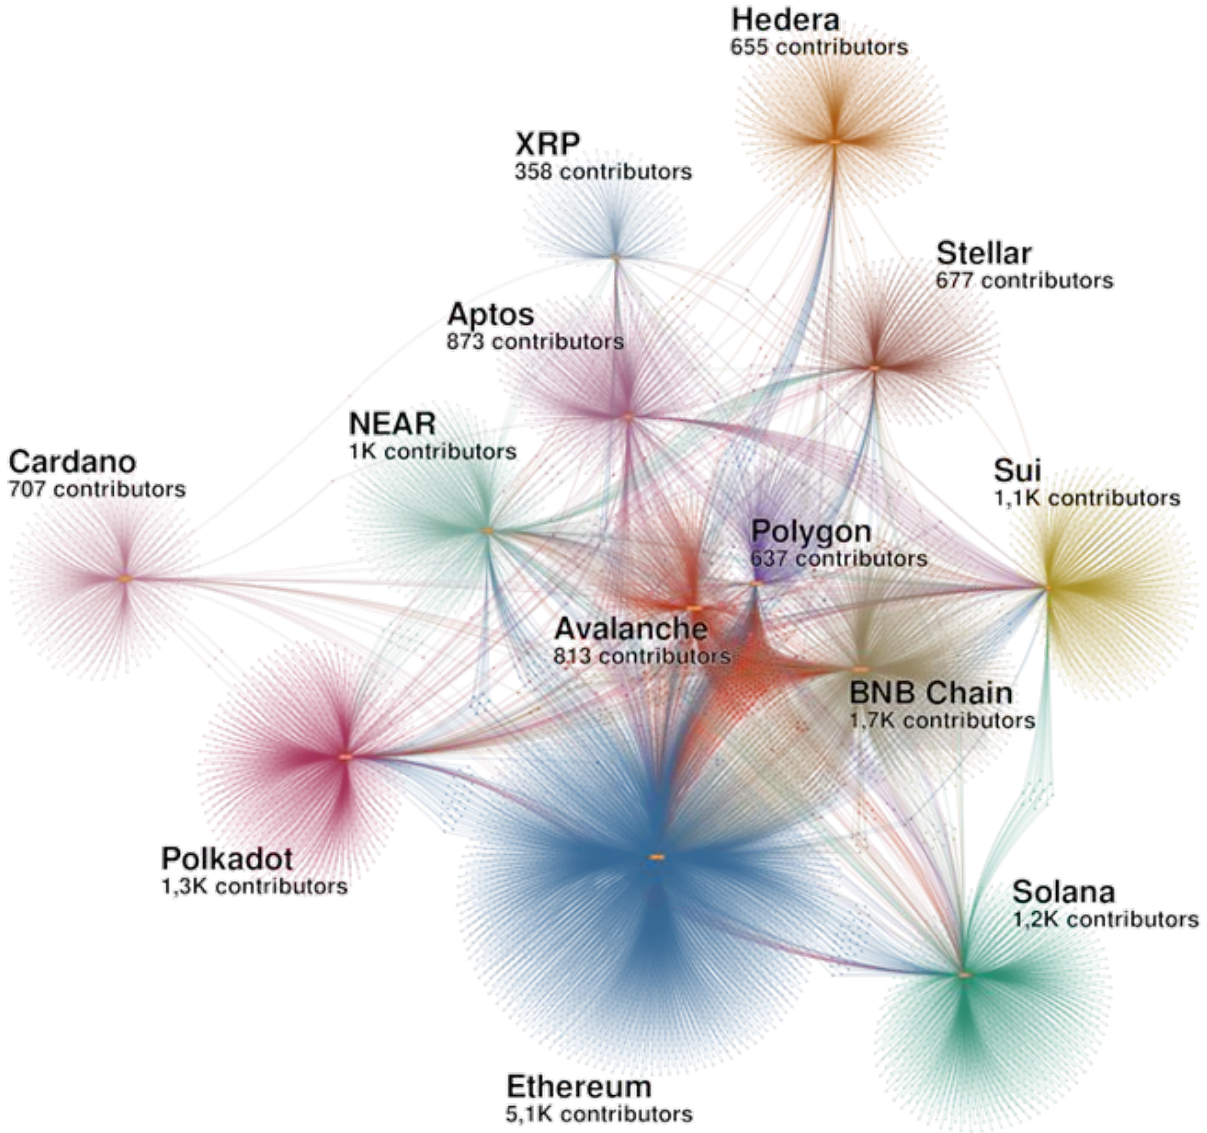 Hedera
655 contributors
XRP
358 contributors
Stellar
677 contributors
Aptos
873 contributors
NEAR
1K contributors
Cardano
707 contributors
Sui
1,1K contributors
Polygon
637 contributors
Avalanche
813 contributors
BNB Chain
1,7K contributors
Polkadot
1,3K contributors
Solana
1,2K contributors
Ethereum
5,1K contributors